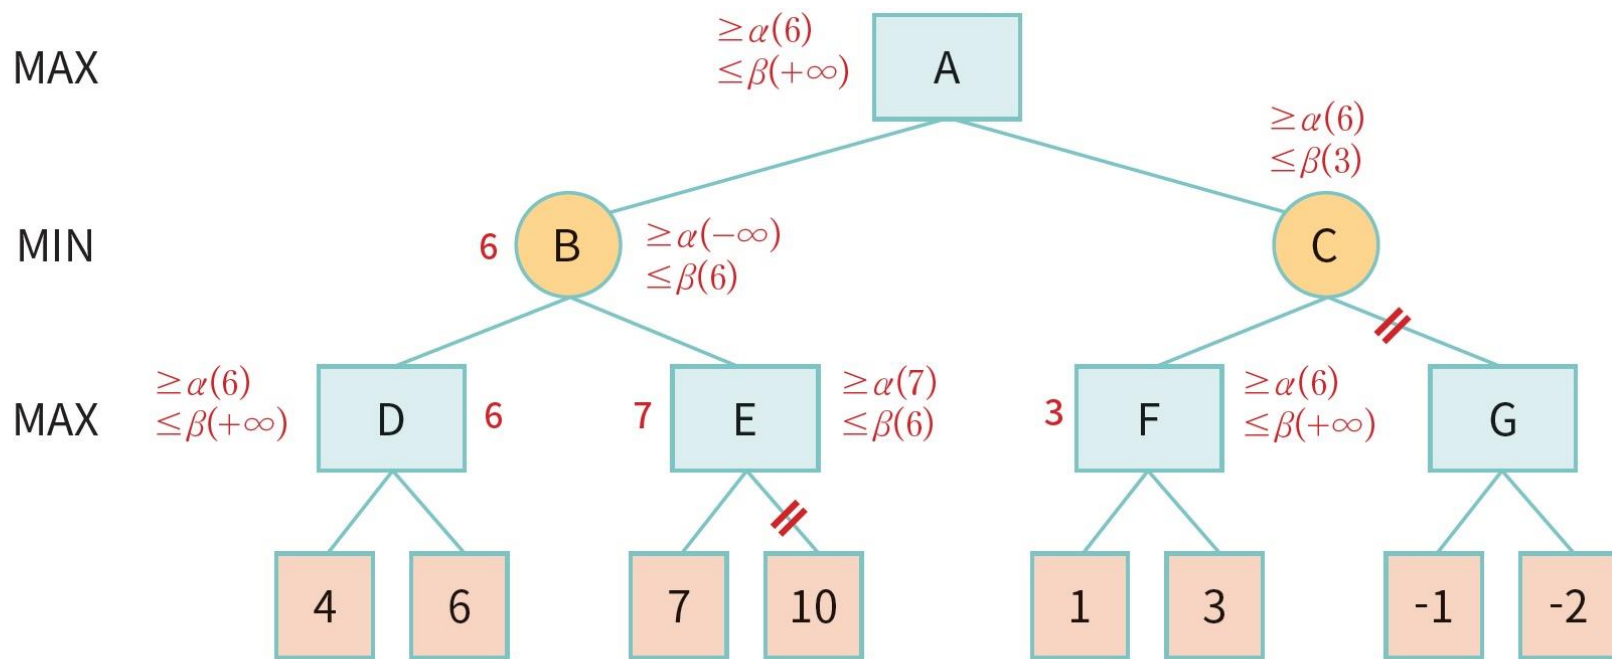 ≥α(6)
≤β(+∞)
MAX
A
≥α(6)
≤β(3)
MIN
6
B
≥α(−∞)
≤β(6)
C
MAX
≥α(6)
≤β(+∞)
D
6
7
E
≥α(7)
≤β(6)
3
F
≥α(6)
≤β(+∞)
G
4
6
7
10
1
3
-1
-2